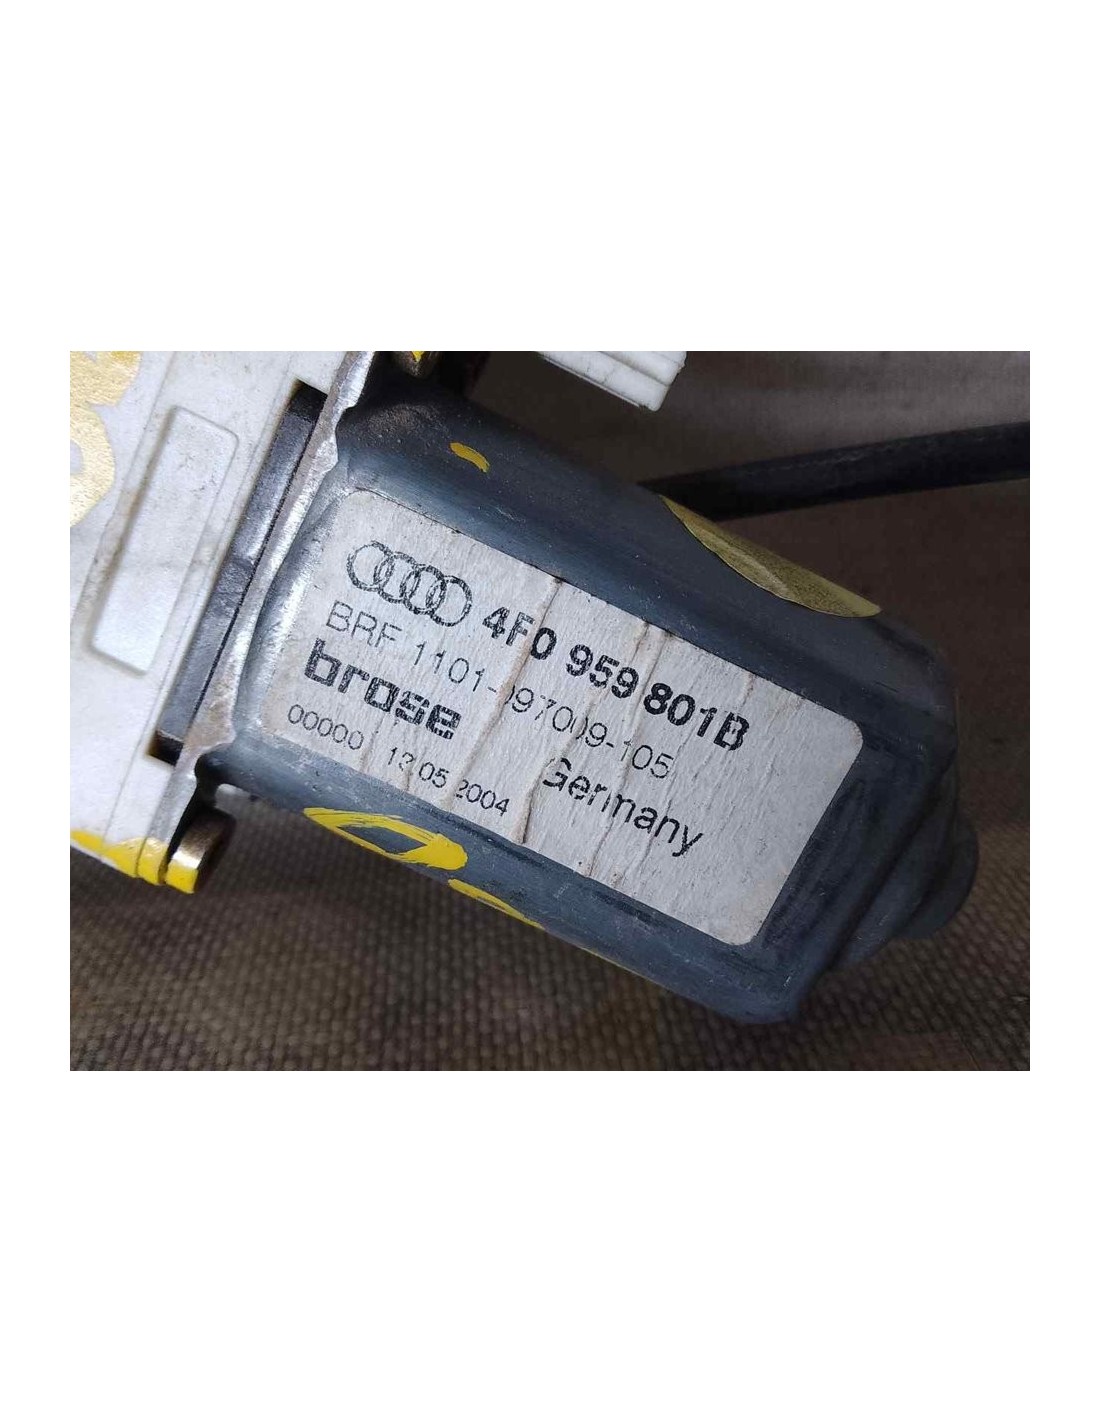 4F0 959 801B
BRF 1101-997009-105
brose Germany
00000 13 05 2004